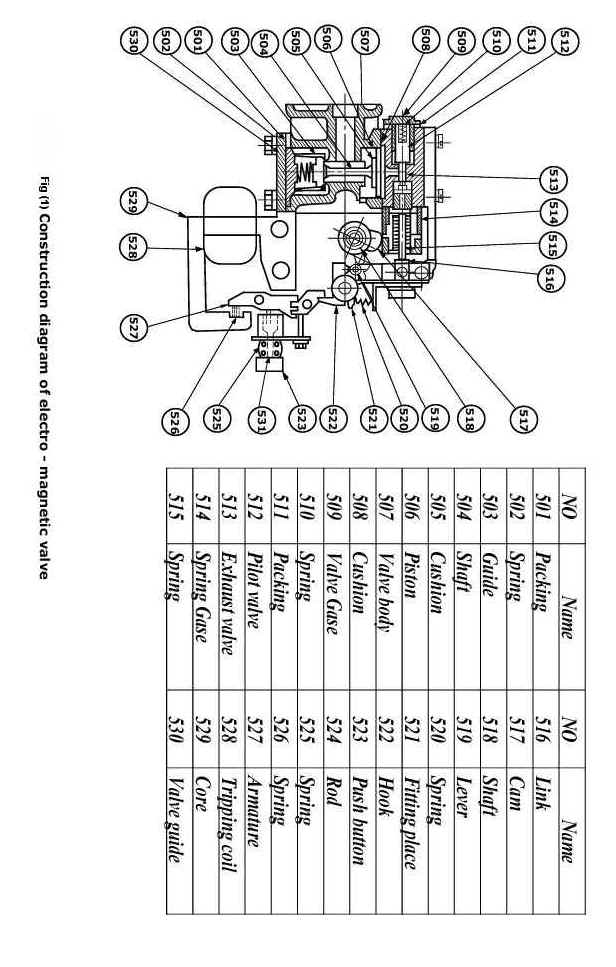 512
511
510
509
508
507
506
505
504
503
501
502
530
513
514
515
516
517
518
519
520
521
522
523
531
525
526
529
528
527
NO Name NO Name
501 Packing 516 Link
502 Spring 517 Cam
503 Guide 518 Shaft
504 Shaft 519 Lever
505 Cushion 520 Spring
506 Piston 521 Fitting place
507 Valve body 522 Hook
508 Cushion 523 Push button
509 Valve Gase 524 Rod
510 Spring 525 Spring
511 Packing 526 Spring
512 Pilot valve 527 Armature
513 Exhaust valve 528 Tripping coil
514 Spring Gase 529 Core
515 Spring 530 Valve guide
Fig (1) Construction diagram of electro - magnetic valve